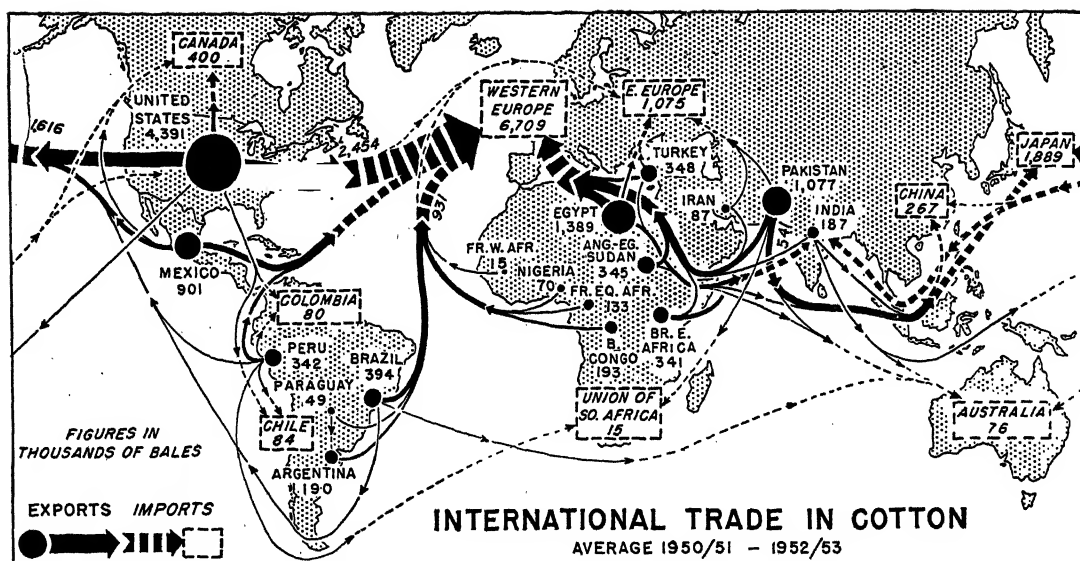 CANADA
400
UNITED
STATES
4,391
1,616
2,454
WESTERN
EUROPE
6,709
E. EUROPE
1,075
TURKEY
348
IRAN
87
PAKISTAN
1,077
INDIA
187
541
CHINA
267
JAPAN
1,889
EGYPT
1,389
ANG-EG.
SUDAN
345
931
FR. W. AFR.
15
NIGERIA
70
FR. EQ. AFR.
133
B.
CONGO
193
BR. E.
AFRICA
341
MEXICO
901
COLOMBIA
80
PERU
342
BRAZIL
394
PARAGUAY
49
CHILE
84
ARGENTINA
190
UNION OF
SO. AFRICA
15
AUSTRALIA
76
FIGURES IN
THOUSANDS OF BALES
EXPORTS IMPORTS
INTERNATIONAL TRADE IN COTTON
AVERAGE 1950/51 – 1952/53